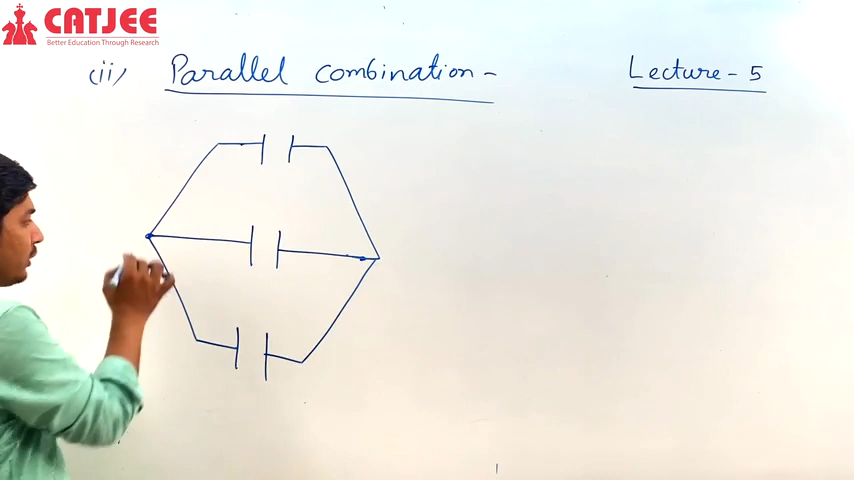 CATJEE
Better Education Through Research
(ii) Parallel combination - Lecture - 5